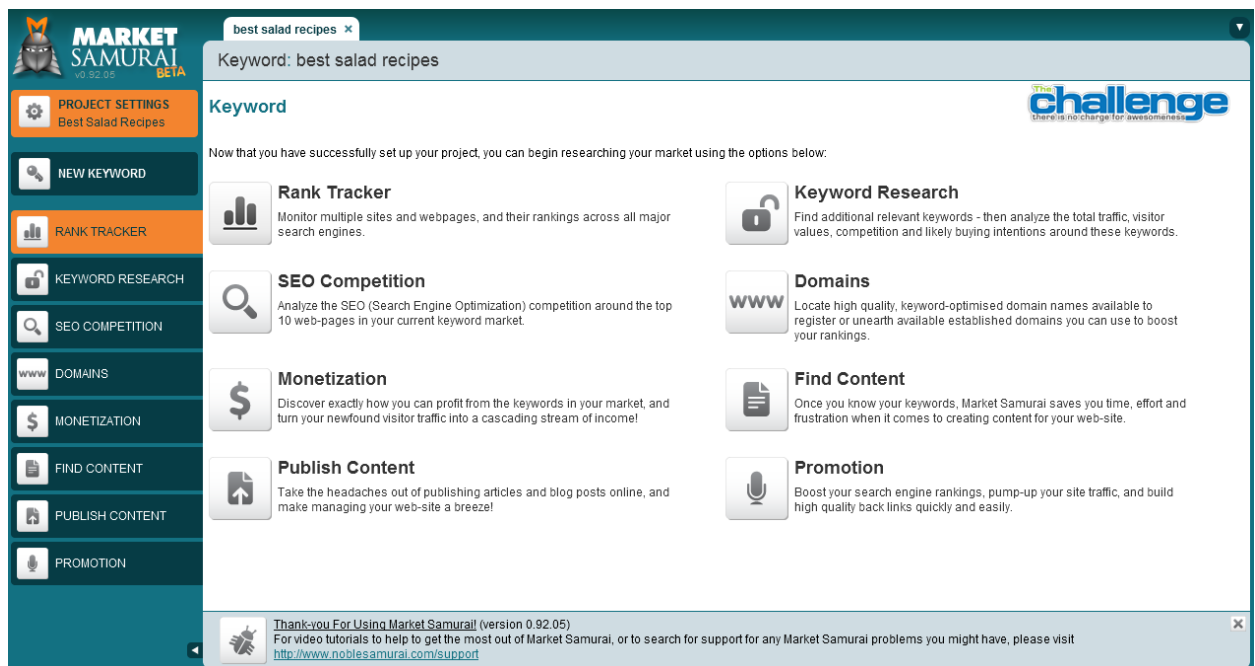 MARKET
SAMURAI
v0.92.05 BETA
best salad recipes ×
Keyword: best salad recipes
PROJECT SETTINGS
Best Salad Recipes
NEW KEYWORD
RANK TRACKER
KEYWORD RESEARCH
SEO COMPETITION
www DOMAINS
$ MONETIZATION
FIND CONTENT
PUBLISH CONTENT
PROMOTION
Keyword
The
challenge
there is no charge for awesomeness
Now that you have successfully set up your project, you can begin researching your market using the options below:
Rank Tracker
Monitor multiple sites and webpages, and their rankings across all major
search engines.
Keyword Research
Find additional relevant keywords - then analyze the total traffic, visitor
values, competition and likely buying intentions around these keywords.
SEO Competition
Analyze the SEO (Search Engine Optimization) competition around the top
10 web-pages in your current keyword market.
www
Domains
Locate high quality, keyword-optimised domain names available to
register or unearth available established domains you can use to boost
your rankings.
$
Monetization
Discover exactly how you can profit from the keywords in your market, and
turn your newfound visitor traffic into a cascading stream of income!
Find Content
Once you know your keywords, Market Samurai saves you time, effort and
frustration when it comes to creating content for your web-site.
Publish Content
Take the headaches out of publishing articles and blog posts online, and
make managing your web-site a breeze!
Promotion
Boost your search engine rankings, pump-up your site traffic, and build
high quality back links quickly and easily.
Thank-you For Using Market Samurai! (version 0.92.05)
For video tutorials to help to get the most out of Market Samurai, or to search for support for any Market Samurai problems you might have, please visit
http://www.noblesamurai.com/support